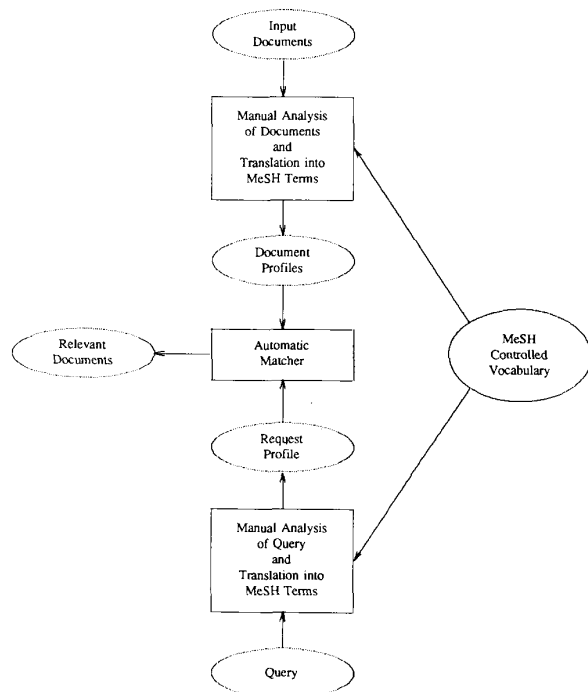 Input
Documents
Manual Analysis
of Documents
and
Translation into
MeSH Terms
Document
Profiles
Relevant
Documents
Automatic
Matcher
MeSH
Controlled
Vocabulary
Request
Profile
Manual Analysis
of Query
and
Translation into
MeSH Terms
Query